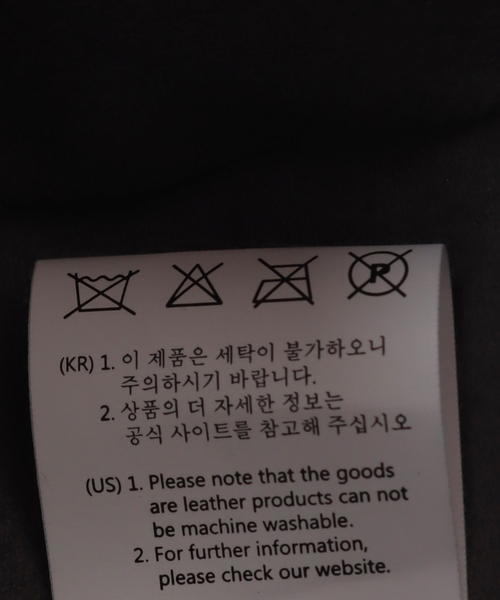 P
(KR) 1. 이 제품은 세탁이 불가하오니
주의하시기 바랍니다.
2. 상품의 더 자세한 정보는
공식 사이트를 참고해 주십시오
(US) 1. Please note that the goods
are leather products can not
be machine washable.
2. For further information,
please check our website.